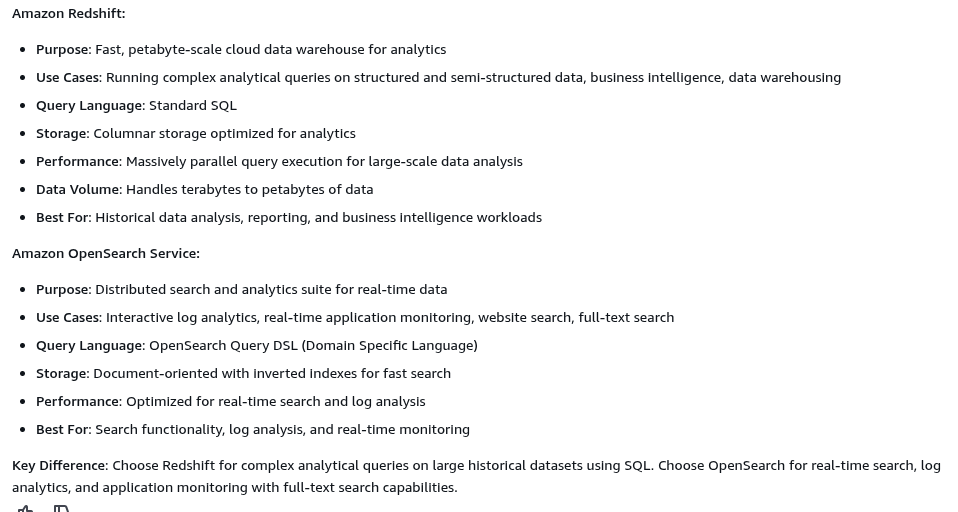 Amazon Redshift:
• Purpose: Fast, petabyte-scale cloud data warehouse for analytics
• Use Cases: Running complex analytical queries on structured and semi-structured data, business intelligence, data warehousing
• Query Language: Standard SQL
• Storage: Columnar storage optimized for analytics
• Performance: Massively parallel query execution for large-scale data analysis
• Data Volume: Handles terabytes to petabytes of data
• Best For: Historical data analysis, reporting, and business intelligence workloads
Amazon OpenSearch Service:
• Purpose: Distributed search and analytics suite for real-time data
• Use Cases: Interactive log analytics, real-time application monitoring, website search, full-text search
• Query Language: OpenSearch Query DSL (Domain Specific Language)
• Storage: Document-oriented with inverted indexes for fast search
• Performance: Optimized for real-time search and log analysis
• Best For: Search functionality, log analysis, and real-time monitoring
Key Difference: Choose Redshift for complex analytical queries on large historical datasets using SQL. Choose OpenSearch for real-time search, log
analytics, and application monitoring with full-text search capabilities.